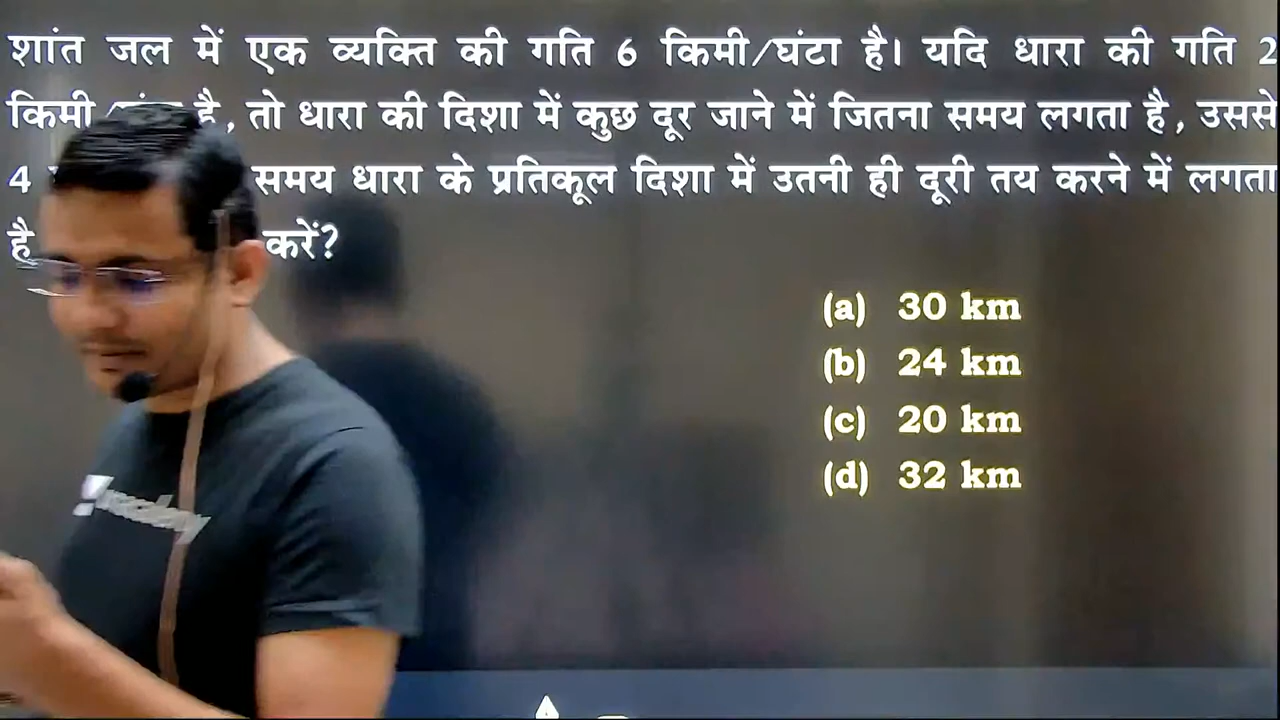 शांत जल में एक व्यक्ति की गति 6 किमी/घंटा है। यदि धारा की गति 2
किमी है, तो धारा की दिशा में कुछ दूर जाने में जितना समय लगता है, उससे
4 समय धारा के प्रतिकूल दिशा में उतनी ही दूरी तय करने में लगता
है करें?
(a) 30 km
(b) 24 km
(c) 20 km
(d) 32 km